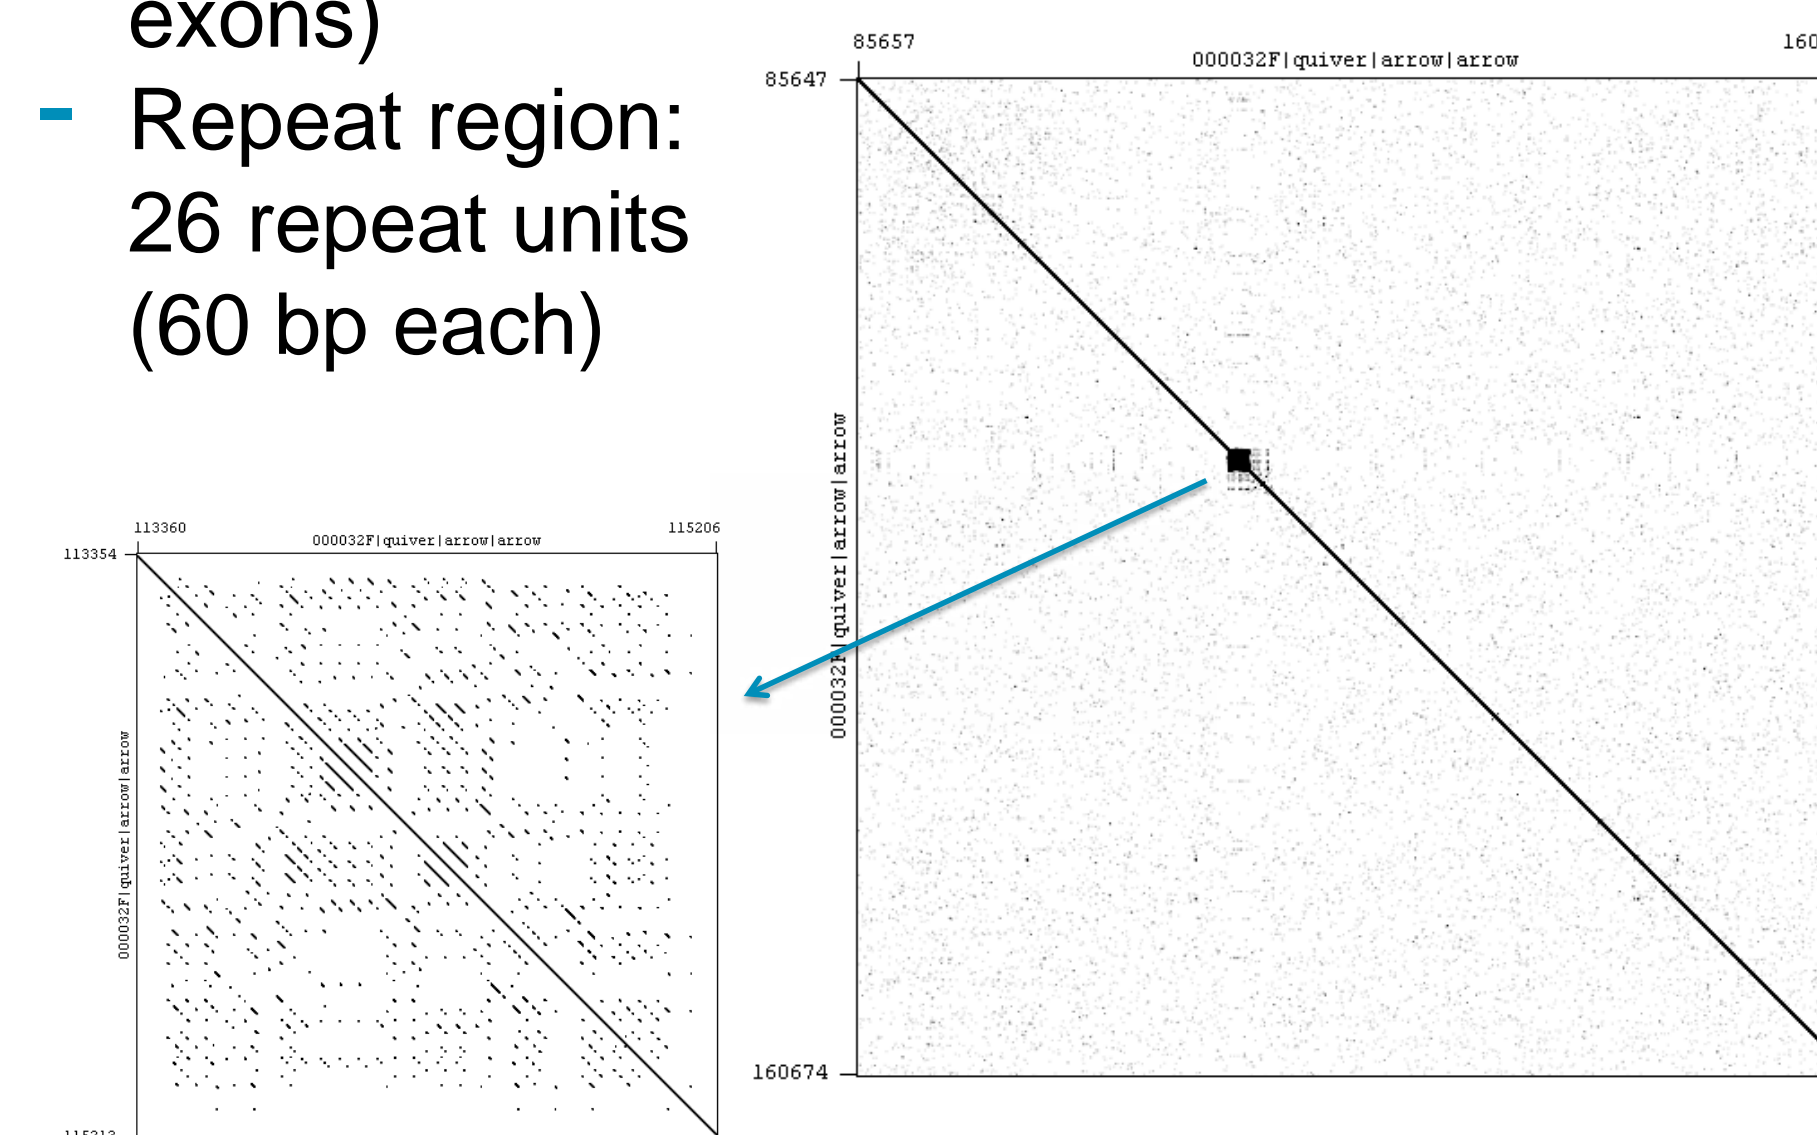 exons)
- Repeat region:
26 repeat units
(60 bp each)
85657
160
000032F|quiver|arrow|arrow
85647
000032F|quiver|arrow|arrow
160674
113360
115206
000032F|quiver|arrow|arrow
113354
000032F|quiver|arrow|arrow